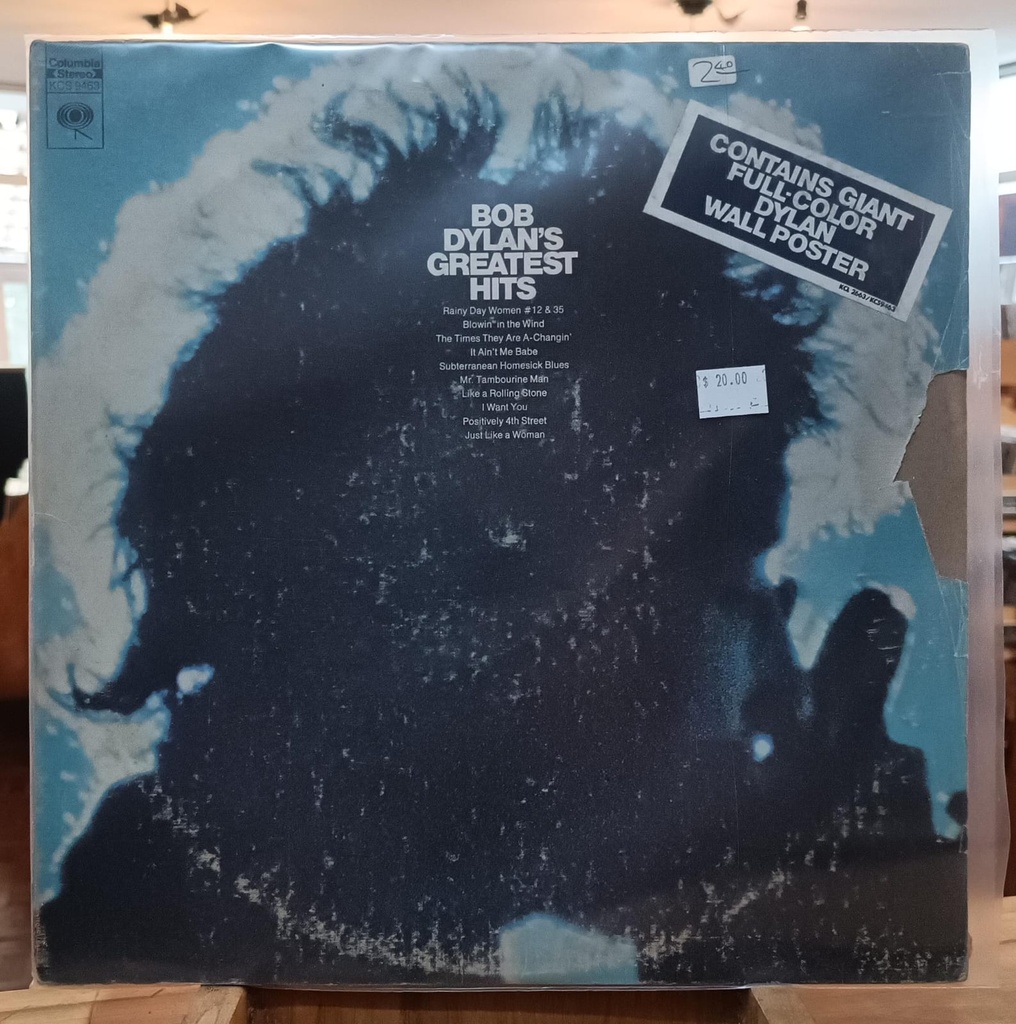 Columbia
Stereo
KCS 9463
2 40
CONTAINS GIANT
FULL-COLOR
DYLAN
WALL POSTER
KCL 2663/KCS9463
BOB
DYLAN'S
GREATEST
HITS
Rainy Day Women #12 & 35
Blowin' in the Wind
The Times They Are A-Changin'
It Ain't Me Babe
Subterranean Homesick Blues
Mr. Tambourine Man
Like a Rolling Stone
I Want You
Positively 4th Street
Just Like a Woman
$ 20.00